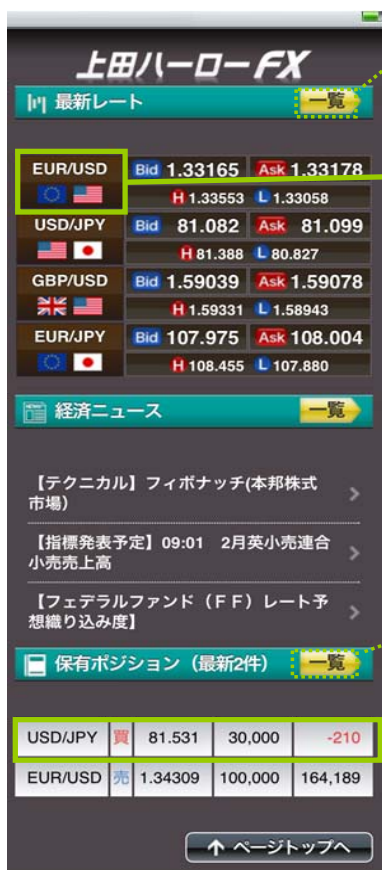 上田ハーローFX
最新レート 一覧
EUR/USD Bid 1.33165 Ask 1.33178
H 1.33553 L 1.33058
USD/JPY Bid 81.082 Ask 81.099
H 81.388 L 80.827
GBP/USD Bid 1.59039 Ask 1.59078
H 1.59331 L 1.58943
EUR/JPY Bid 107.975 Ask 108.004
H 108.455 L 107.880
経済ニュース 一覧
【テクニカル】フィボナッチ(本邦株式
市場)
【指標発表予定】09:01 2月英小売連合
小売売上高
【フェデラルファンド(FF)レート予
想織り込み度】
保有ポジション(最新2件) 一覧
USD/JPY 買 81.531 30,000 -210
EUR/USD 売 1.34309 100,000 164,189
↑ ページトップへ